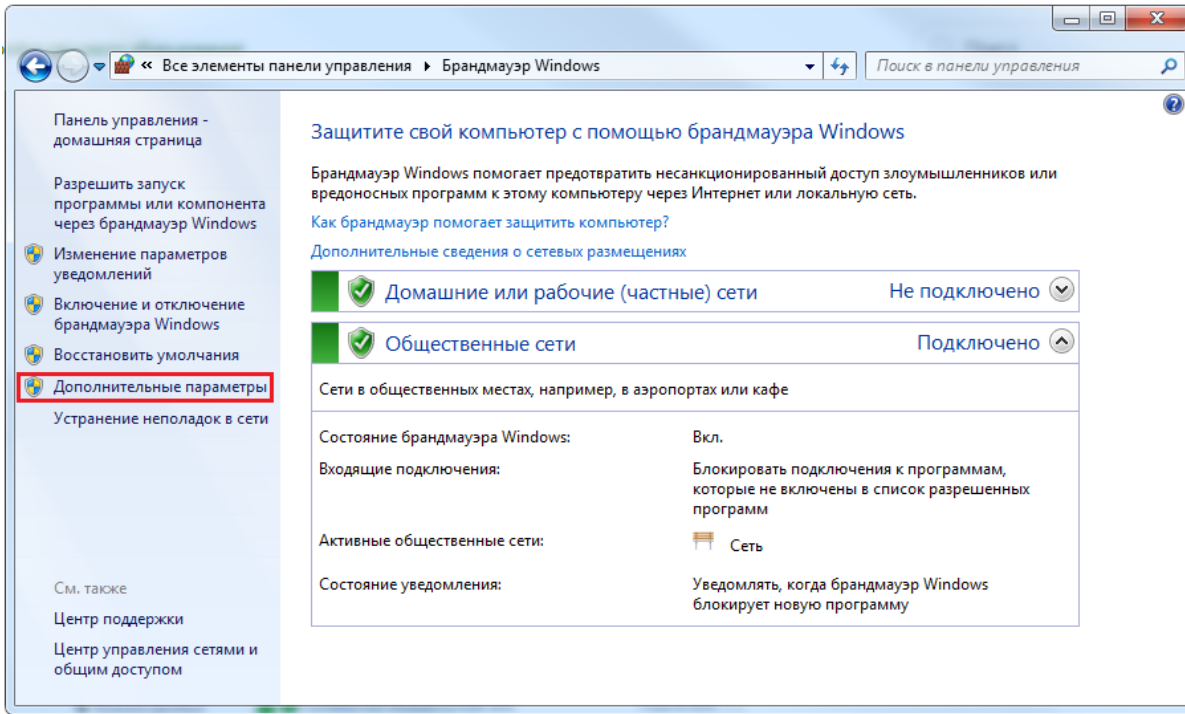 « Все элементы панели управления ▸ Брандмауэр Windows
Поиск в панели управления
Панель управления -
домашняя страница
Разрешить запуск
программы или компонента
через брандмауэр Windows
Изменение параметров
уведомлений
Включение и отключение
брандмауэра Windows
Восстановить умолчания
Дополнительные параметры
Устранение неполадок в сети
См. также
Центр поддержки
Центр управления сетями и
общим доступом
Защитите свой компьютер с помощью брандмауэра Windows
Брандмауэр Windows помогает предотвратить несанкционированный доступ злоумышленников или
вредоносных программ к этому компьютеру через Интернет или локальную сеть.
Как брандмауэр помогает защитить компьютер?
Дополнительные сведения о сетевых размещениях
Домашние или рабочие (частные) сети Не подключено
Общественные сети Подключено
Сети в общественных местах, например, в аэропортах или кафе
Состояние брандмауэра Windows: Вкл.
Входящие подключения: Блокировать подключения к программам,
которые не включены в список разрешенных
программ
Активные общественные сети: Сеть
Состояние уведомления: Уведомлять, когда брандмауэр Windows
блокирует новую программу